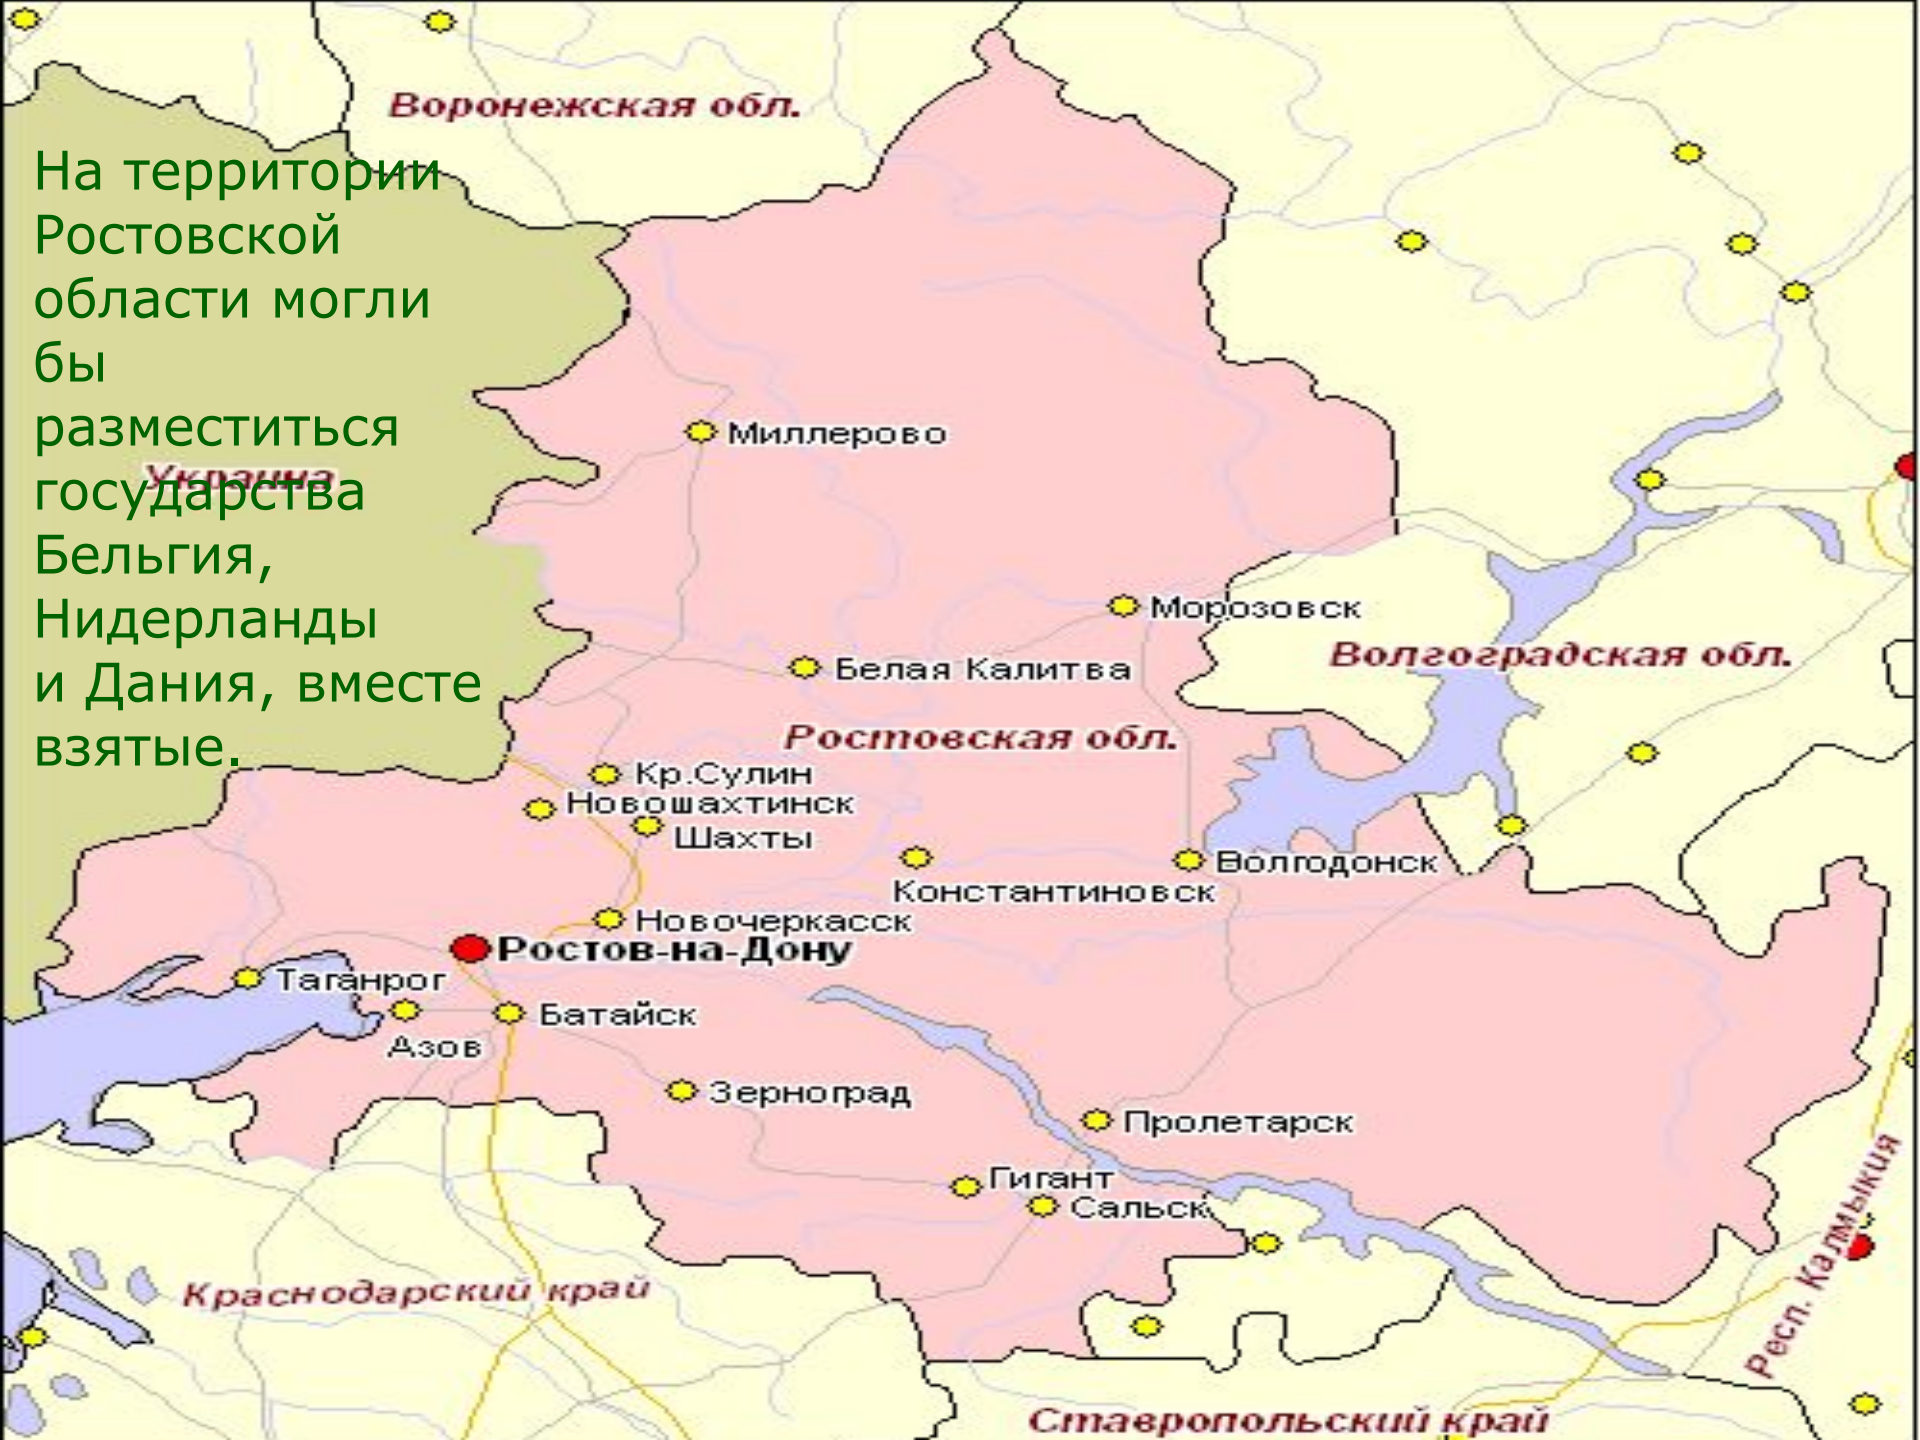 Воронежская обл.
На территории
Ростовской
области могли
бы
разместиться
государства
Бельгия,
Нидерланды
и Дания, вместе
взятые.
Украина
Миллерово
Морозовск
Волгоградская обл.
Белая Калитва
Ростовская обл.
Кр.Сулин
Новошахтинск
Шахты
Волгодонск
Константиновск
Новочеркасск
Ростов-на-Дону
Таганрог
Батайск
Азов
Зерноград
Пролетарск
Гигант
Сальск
Респ. Калмыкия
Краснодарский край
Ставропольский край